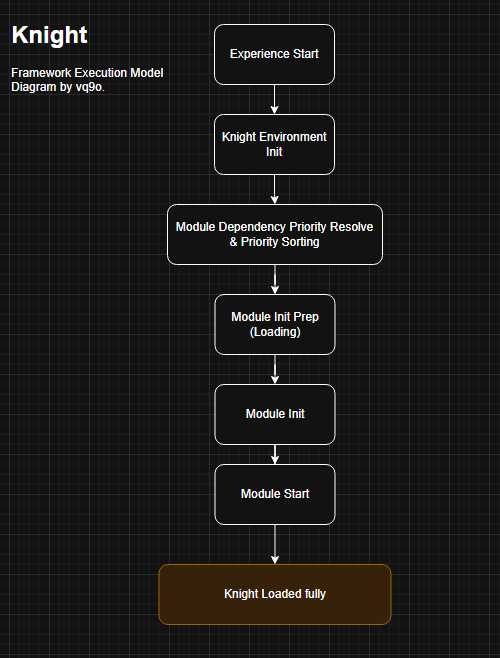 Knight
Framework Execution Model
Diagram by vq9o.
Experience Start
Knight Environment
Init
Module Dependency Priority Resolve
& Priority Sorting
Module Init Prep
(Loading)
Module Init
Module Start
Knight Loaded fully